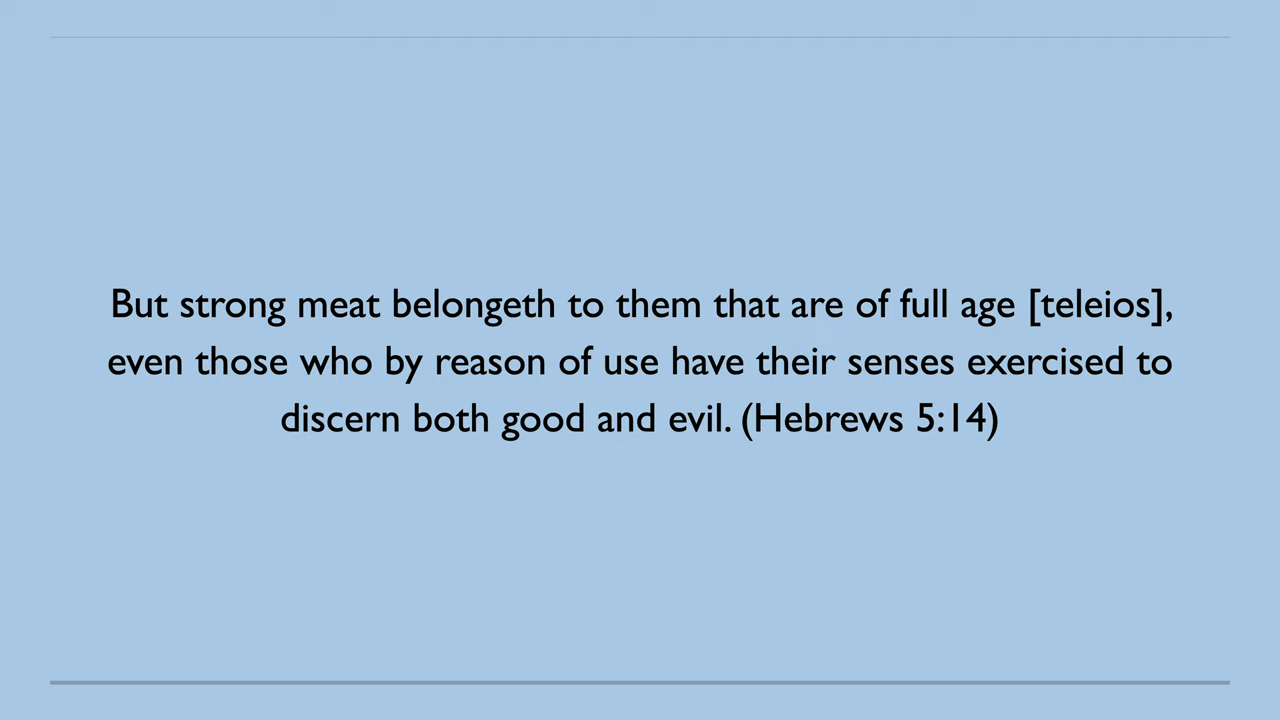 But strong meat belongeth to them that are of full age [teleios],
even those who by reason of use have their senses exercised to
discern both good and evil. (Hebrews 5:14)